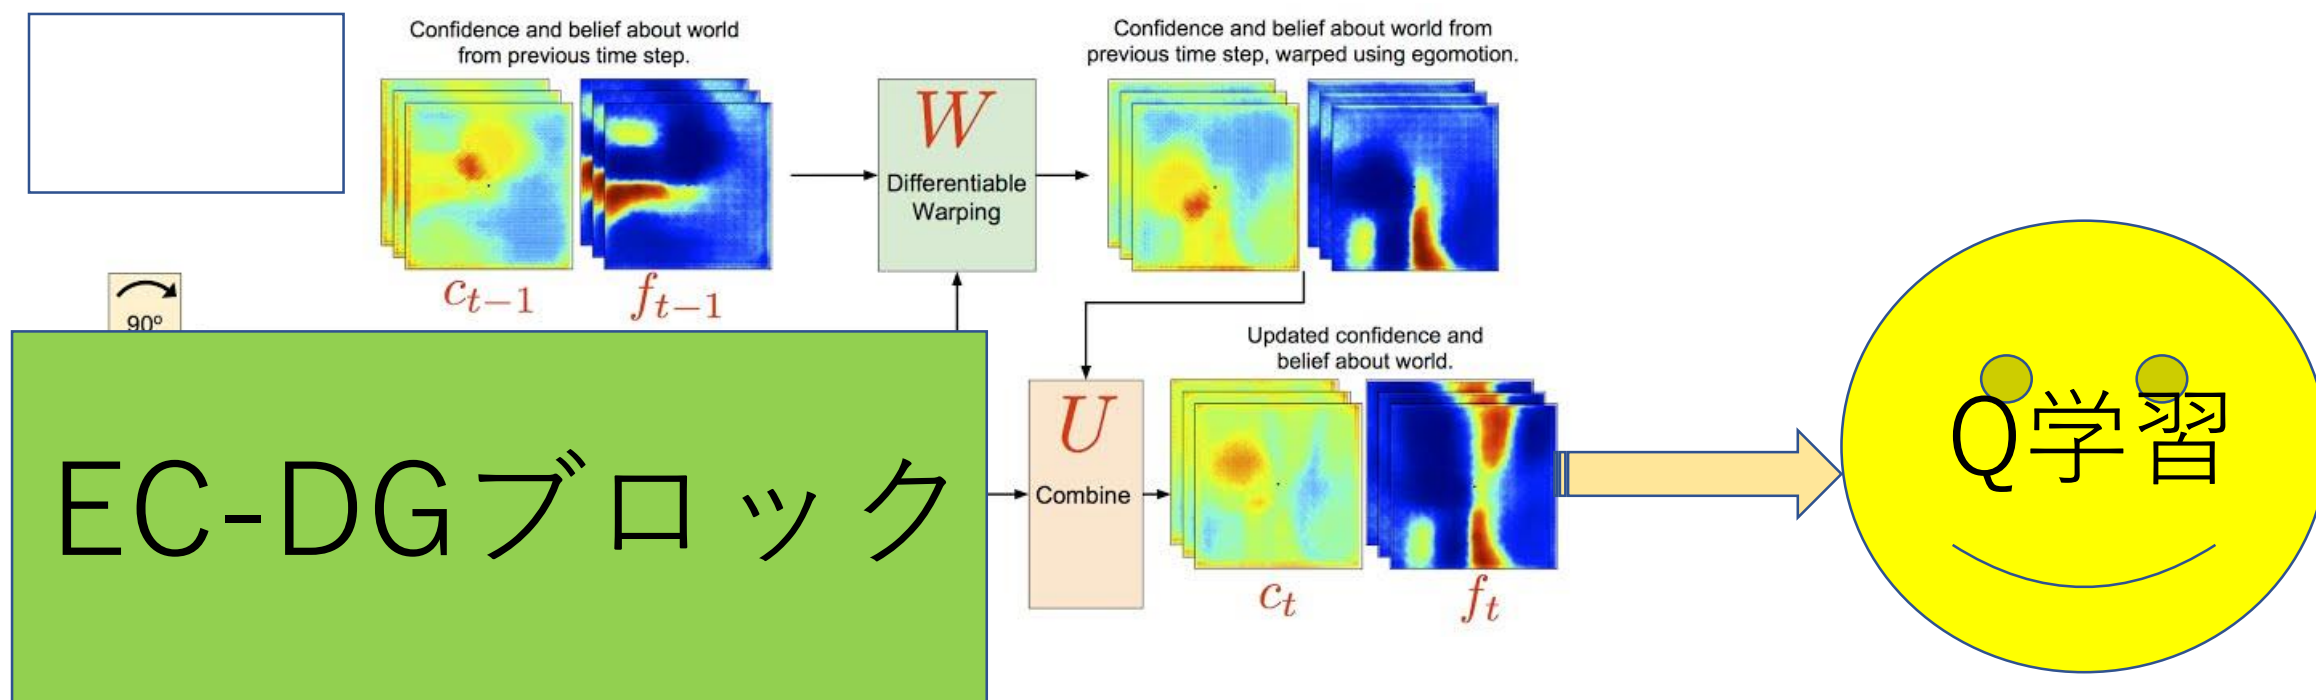 Confidence and belief about world
from previous time step.
Confidence and belief about world from
previous time step, warped using egomotion.
W
Differentiable
Warping
c_{t−1}
f_{t−1}
90º
Updated confidence and
belief about world.
EC-DGブロック
U
Combine
c_t
f_t
Q学習